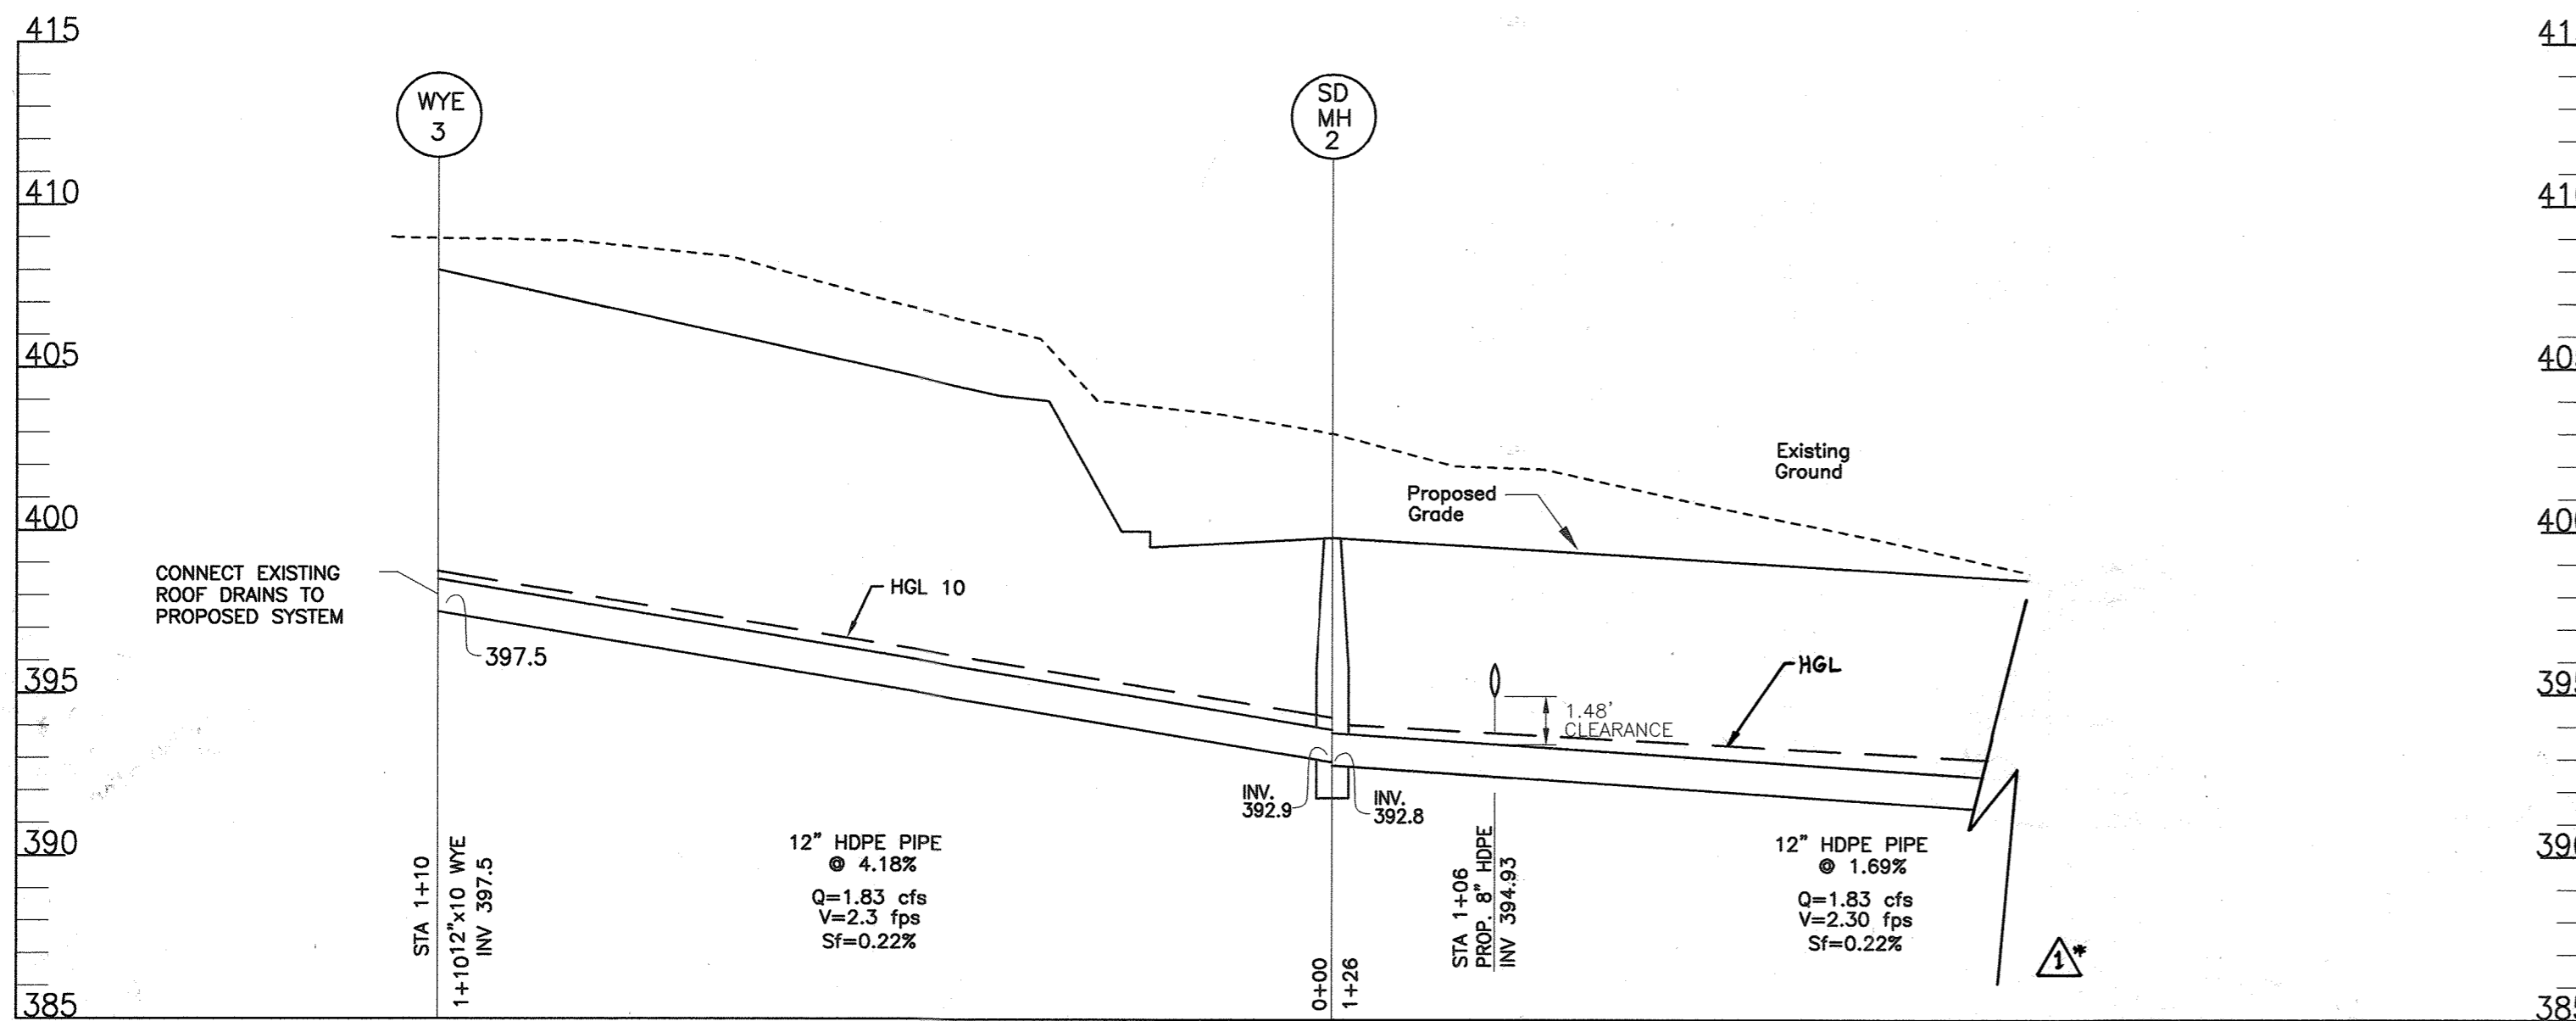 415
410
405
400
395
390
385
WYE
3
SD
MH
2
Existing
Ground
Proposed
Grade
CONNECT EXISTING
ROOF DRAINS TO
PROPOSED SYSTEM
HGL 10
397.5
HGL
1.48'
CLEARANCE
INV.
392.9
INV.
392.8
12" HDPE PIPE
@ 4.18%
Q=1.83 cfs
V=2.3 fps
Sf=0.22%
12" HDPE PIPE
@ 1.69%
Q=1.83 cfs
V=2.30 fps
Sf=0.22%
STA 1+10
1+1012"x10 WYE
INV 397.5
0+00
1+26
STA 1+06
PROP. 8" HDPE
INV 394.93
1*